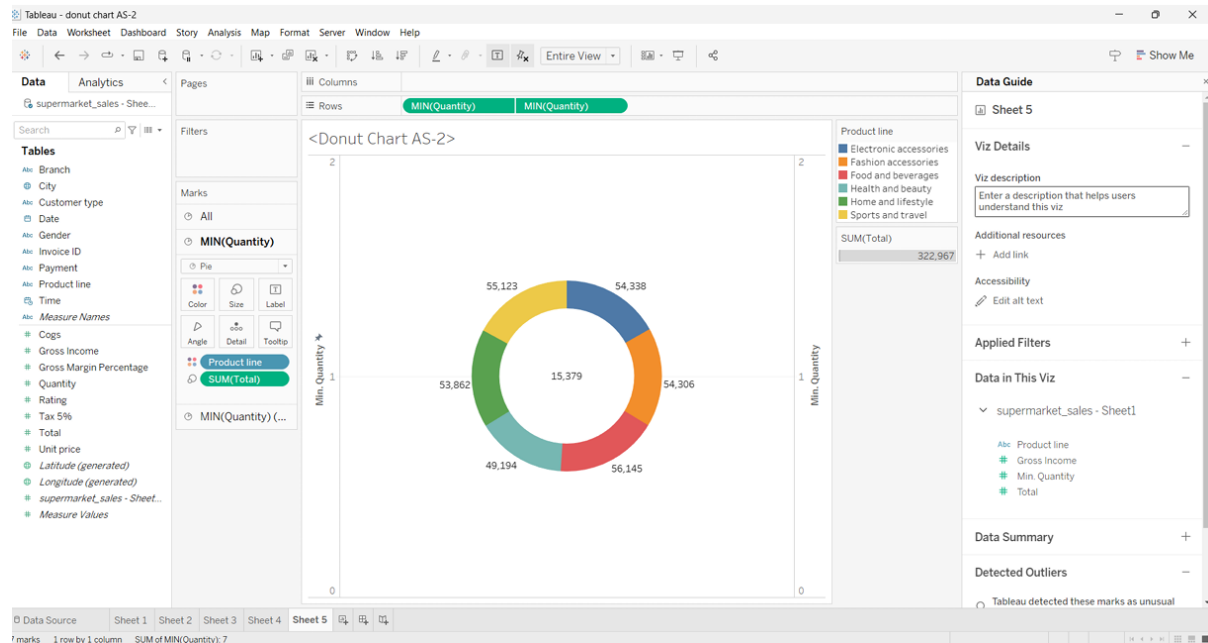 Tableau - donut chart AS-2
File Data Worksheet Dashboard Story Analysis Map Format Server Window Help
Entire View
Show Me
Data Analytics
supermarket_sales - Shee...
Search
Tables
Branch
City
Customer type
Date
Gender
Invoice ID
Payment
Product line
Time
Measure Names
Cogs
Gross Income
Gross Margin Percentage
Quantity
Rating
Tax 5%
Total
Unit price
Latitude (generated)
Longitude (generated)
supermarket_sales - Sheet...
Measure Values
Pages
Filters
Marks
All
MIN(Quantity)
Pie
Color Size Label
Angle Detail Tooltip
Product line
SUM(Total)
MIN(Quantity) (...
Columns
Rows MIN(Quantity) MIN(Quantity)
<Donut Chart AS-2>
2
1
0
Min. Quantity
55,123
54,338
53,862
15,379
54,306
49,194
56,145
2
1
0
Min. Quantity
Product line
Electronic accessories
Fashion accessories
Food and beverages
Health and beauty
Home and lifestyle
Sports and travel
SUM(Total)
322,967
Data Guide
Sheet 5
Viz Details
Viz description
Enter a description that helps users
understand this viz
Additional resources
Add link
Accessibility
Edit alt text
Applied Filters
Data in This Viz
supermarket_sales - Sheet1
Abc Product line
Gross Income
Min. Quantity
Total
Data Summary
Detected Outliers
Tableau detected these marks as unusual
Data Source Sheet 1 Sheet 2 Sheet 3 Sheet 4 Sheet 5
7 marks 1 row by 1 column SUM of MIN(Quantity): 7